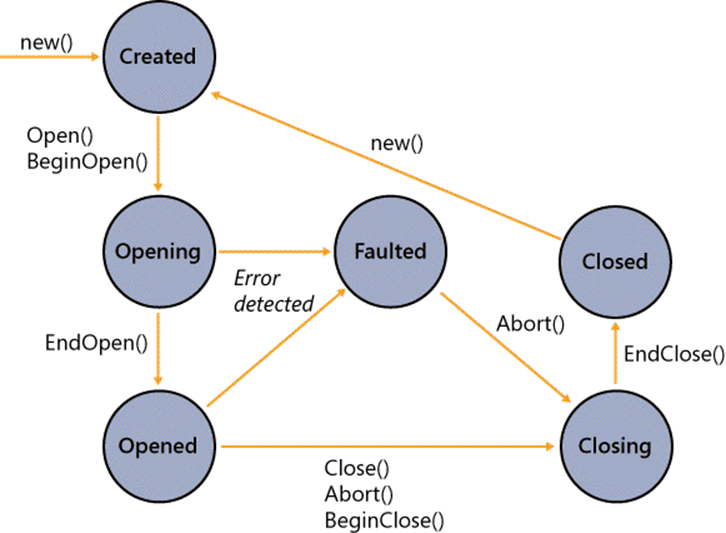 new()
Created
Open()
BeginOpen()
new()
Opening
Faulted
Closed
Error
detected
Abort()
EndOpen()
EndClose()
Opened
Closing
Close()
Abort()
BeginClose()